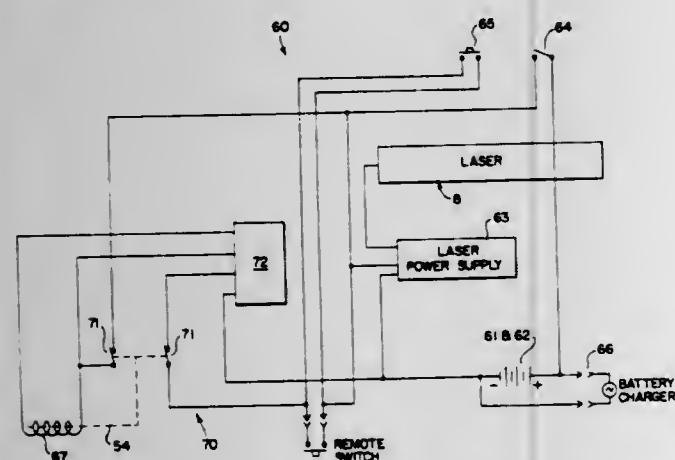 60
65
64
LASER
8
63
LASER
POWER SUPPLY
72
71
71
61 & 62
66
- +
BATTERY
CHARGER
67
54
70
REMOTE
SWITCH